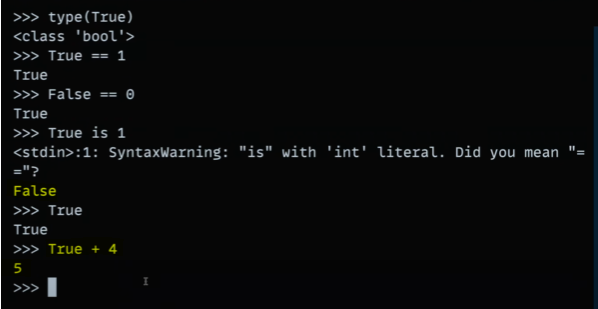 >>> type(True)
<class 'bool'>
>>> True == 1
True
>>> False == 0
True
>>> True is 1
<stdin>:1: SyntaxWarning: "is" with 'int' literal. Did you mean "=
="?
False
>>> True
True
>>> True + 4
5
>>>